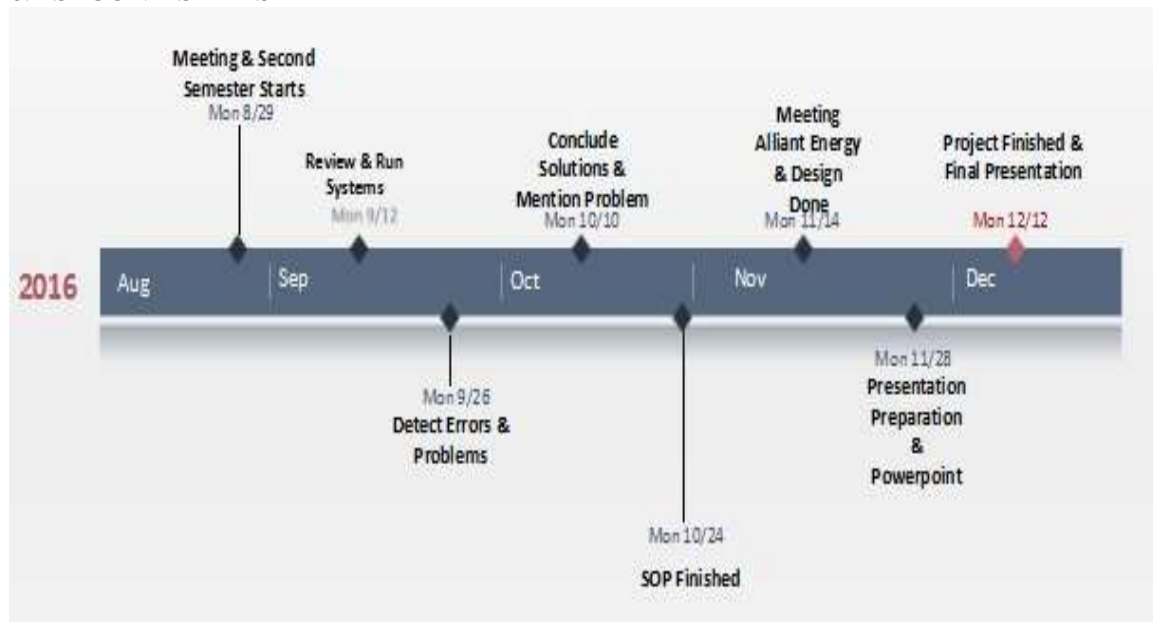 Meeting & Second
Semester Starts
Mon 8/29
Review & Run
Systems
Mon 9/12
Conclude
Solutions &
Mention Problem
Mon 10/10
Meeting
Alliant Energy
& Design
Done
Mon 11/14
Project Finished &
Final Presentation
Mon 12/12
2016
Aug
Sep
Oct
Nov
Dec
Mon 9/26
Detect Errors &
Problems
Mon 10/24
SOP Finished
Mon 11/28
Presentation
Preparation
&
Powerpoint